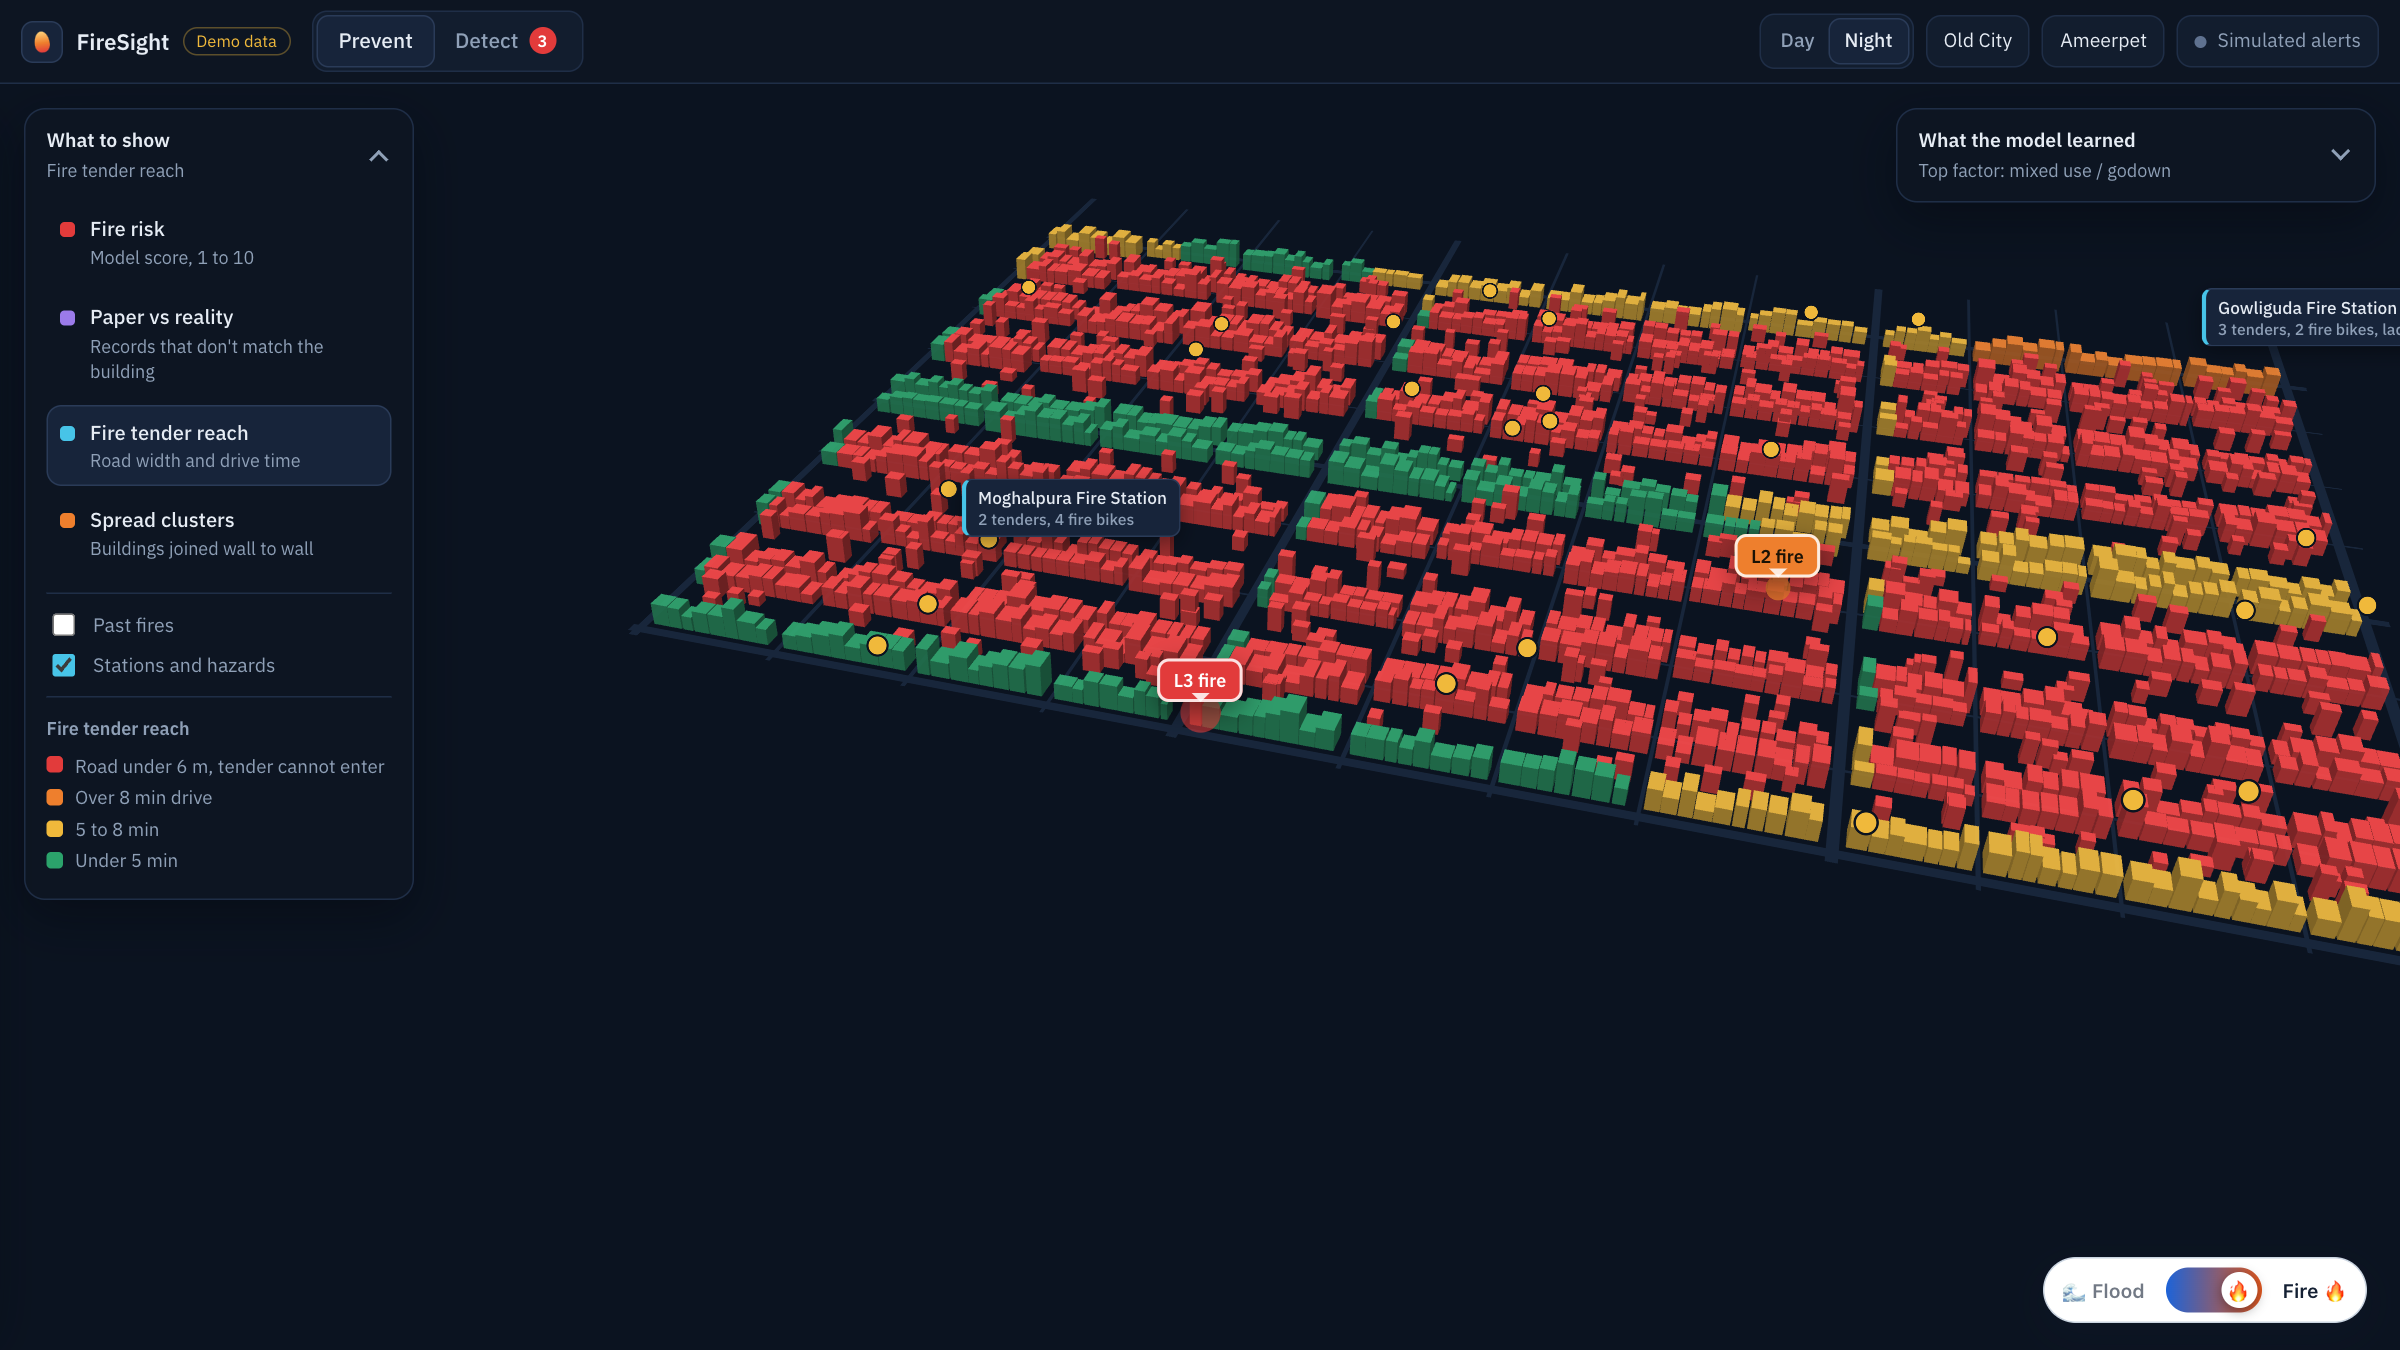 FireSight
Demo data
Prevent
Detect 3
Day
Night
Old City
Ameerpet
Simulated alerts
What to show
Fire tender reach
Fire risk
Model score, 1 to 10
Paper vs reality
Records that don't match the
building
Fire tender reach
Road width and drive time
Spread clusters
Buildings joined wall to wall
Past fires
Stations and hazards
Fire tender reach
Road under 6 m, tender cannot enter
Over 8 min drive
5 to 8 min
Under 5 min
What the model learned
Top factor: mixed use / godown
Gowliguda Fire Station
3 tenders, 2 fire bikes,
Moghalpura Fire Station
2 tenders, 4 fire bikes
L2 fire
L3 fire
Flood
Fire